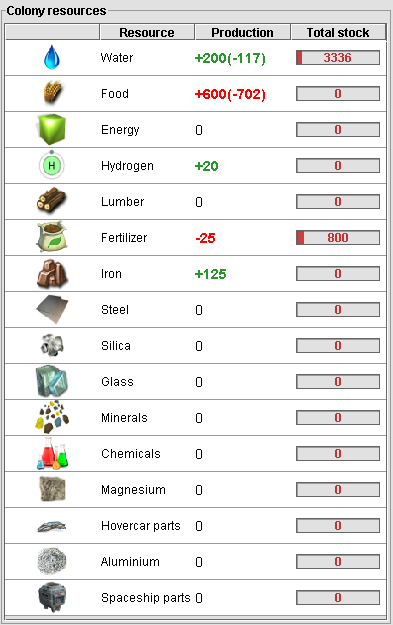 Colony resources
Resource Production Total stock
Water +200(-117) 3336
Food +600(-702) 0
Energy 0 0
H Hydrogen +20 0
Lumber 0 0
Fertilizer -25 800
Iron +125 0
Steel 0 0
Silica 0 0
Glass 0 0
Minerals 0 0
Chemicals 0 0
Magnesium 0 0
Hovercar parts 0 0
Aluminium 0 0
Spaceship parts 0 0